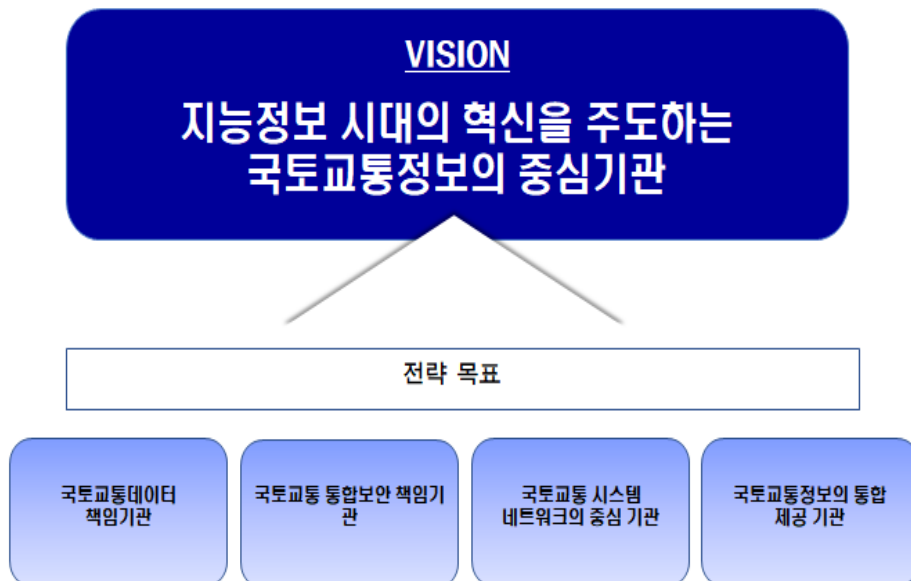 VISION
지능정보 시대의 혁신을 주도하는
국토교통정보의 중심기관
전략 목표
국토교통데이터
책임기관
국토교통 통합보안 책임기
관
국토교통 시스템
네트워크의 중심 기관
국토교통정보의 통합
제공 기관